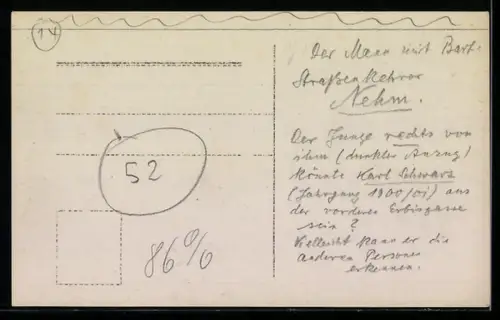 14
52
86%
Der Mann mit Bart:
Straßenkehrer
Nehm.
Der Junge rechts von
ihm (dunkler Anzug)
könnte Karl Schwarz
(Jahrgang 1900/01) aus
der vorderen Erbisgasse
sein?
Vielleicht kann er die
anderen Personen
erkennen.